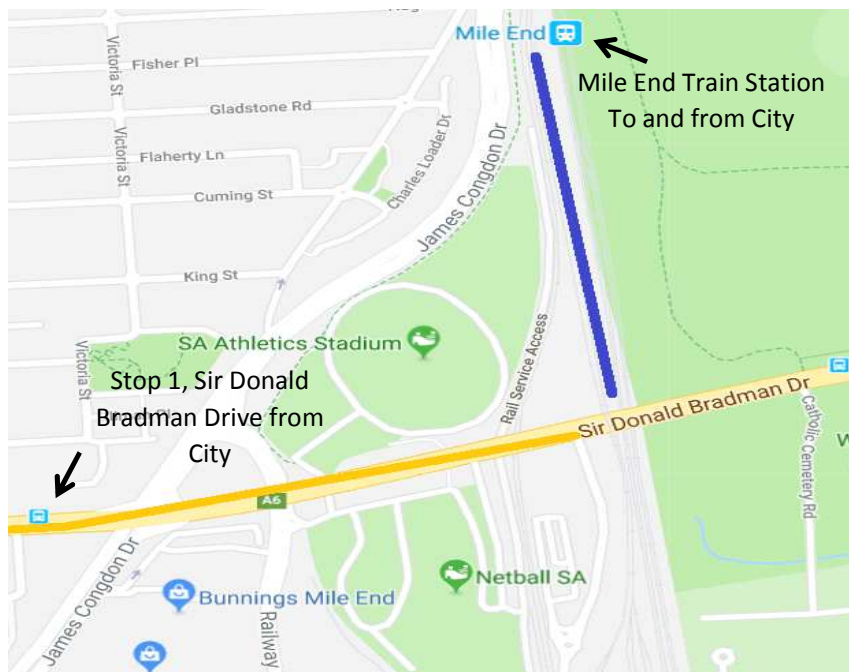 Mile End
Mile End Train Station
To and from City
Victoria St
Fisher Pl
Gladstone Rd
Flaherty Ln
Victoria St
Cuming St
Charles Loader Dr
James Congdon Dr
King St
SA Athletics Stadium
Victoria St
Stop 1, Sir Donald
Bradman Drive from
City
Rail Service Access
Sir Donald Bradman Dr
Catholic Cemetery Rd
W
A6
James Congdon Dr
Netball SA
Bunnings Mile End
Railway